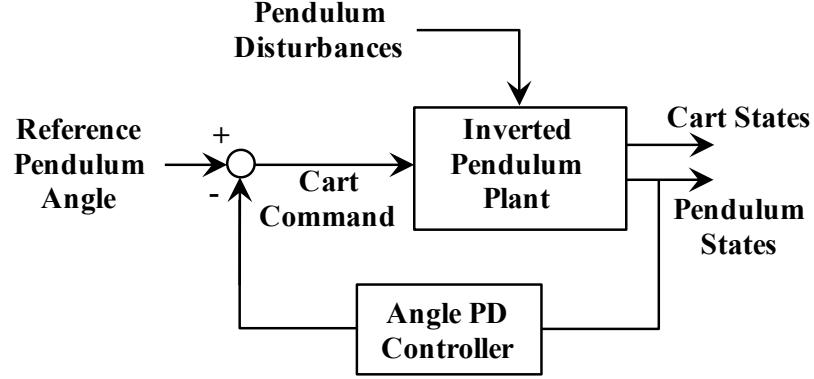 Pendulum
Disturbances
Reference
Pendulum
Angle
+
-
Cart
Command
Inverted
Pendulum
Plant
Cart States
Pendulum
States
Angle PD
Controller